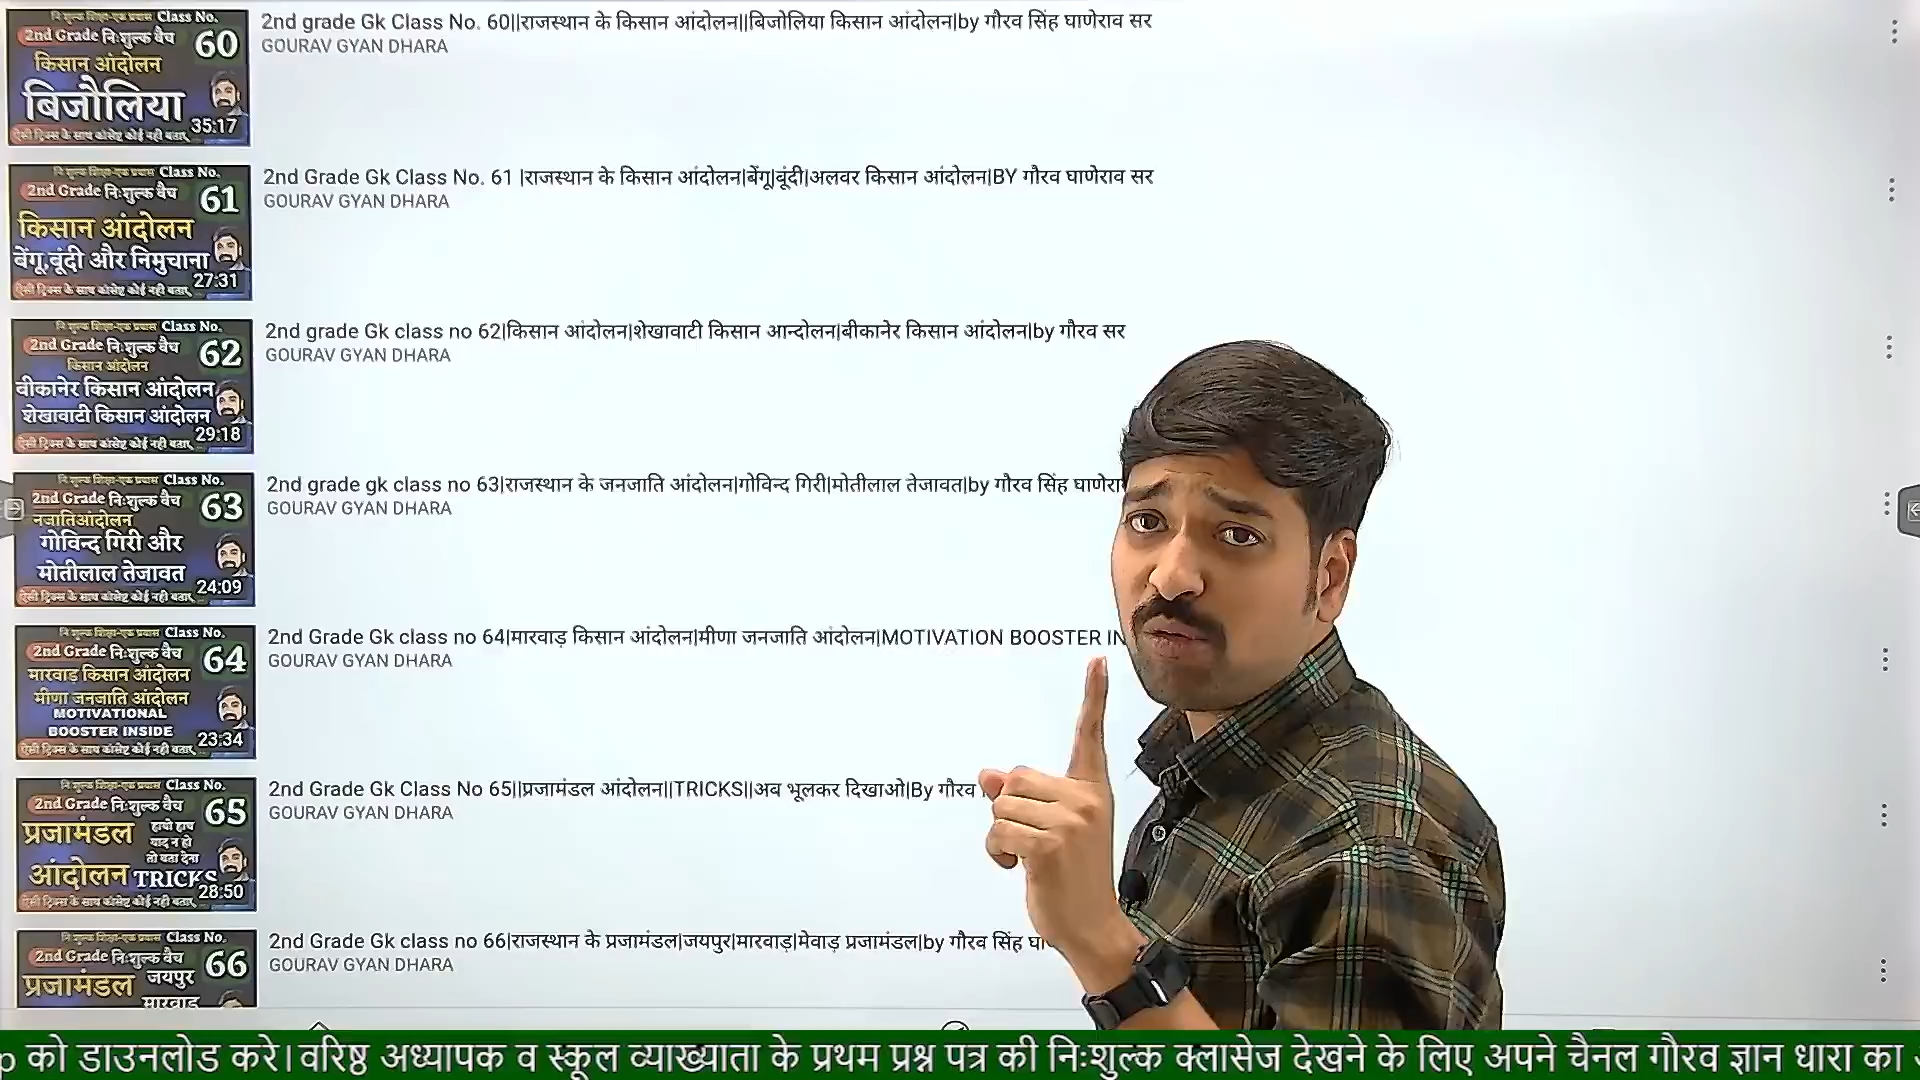 Class No.
2nd Grade निःशुल्क बैच
60
किसान आंदोलन
बिजौलिया
35:17
2nd grade Gk Class No. 60||राजस्थान के किसान आंदोलन||बिजोलिया किसान आंदोलन|by गौरव सिंह घाणेराव सर
GOURAV GYAN DHARA
Class No.
2nd Grade निःशुल्क बैच
61
किसान आंदोलन
बेंगू,बूंदी और निमुचाना
27:31
2nd Grade Gk Class No. 61 |राजस्थान के किसान आंदोलन|बेंगू|बूंदी|अलवर किसान आंदोलन|BY गौरव घाणेराव सर
GOURAV GYAN DHARA
Class No.
2nd Grade निःशुल्क बैच
62
किसान आंदोलन
बीकानेर किसान आंदोलन
शेखावाटी किसान आंदोलन
29:18
2nd grade Gk class no 62|किसान आंदोलन|शेखावाटी किसान आन्दोलन|बीकानेर किसान आंदोलन|by गौरव सर
GOURAV GYAN DHARA
Class No.
2nd Grade निःशुल्क बैच
63
नजातिआंदोलन
गोविन्द गिरी और
मोतीलाल तेजावत
24:09
2nd grade gk class no 63|राजस्थान के जनजाति आंदोलन|गोविन्द गिरी|मोतीलाल तेजावत|by गौरव सिंह घाणेरा
GOURAV GYAN DHARA
Class No.
2nd Grade निःशुल्क बैच
64
मारवाड़ किसान आंदोलन
मीणा जनजाति आंदोलन
MOTIVATIONAL
BOOSTER INSIDE
23:34
2nd Grade Gk class no 64|मारवाड़ किसान आंदोलन|मीणा जनजाति आंदोलन|MOTIVATION BOOSTER IN
GOURAV GYAN DHARA
Class No.
2nd Grade निःशुल्क बैच
65
प्रजामंडल
हाथो हाथ
याद न हो
तो बता देना
आंदोलन TRICKS
28:50
2nd Grade Gk Class No 65||प्रजामंडल आंदोलन||TRICKS||अब भूलकर दिखाओ|By गौरव
GOURAV GYAN DHARA
Class No.
2nd Grade निःशुल्क बैच
66
प्रजामंडल जयपुर
मारवाड़
2nd Grade Gk class no 66|राजस्थान के प्रजामंडल|जयपुर|मारवाड़|मेवाड़ प्रजामंडल|by गौरव सिंह घा
GOURAV GYAN DHARA
p को डाउनलोड करे। वरिष्ठ अध्यापक व स्कूल व्याख्याता के प्रथम प्रश्न पत्र की निःशुल्क क्लासेज देखने के लिए अपने चैनल गौरव ज्ञान धारा का